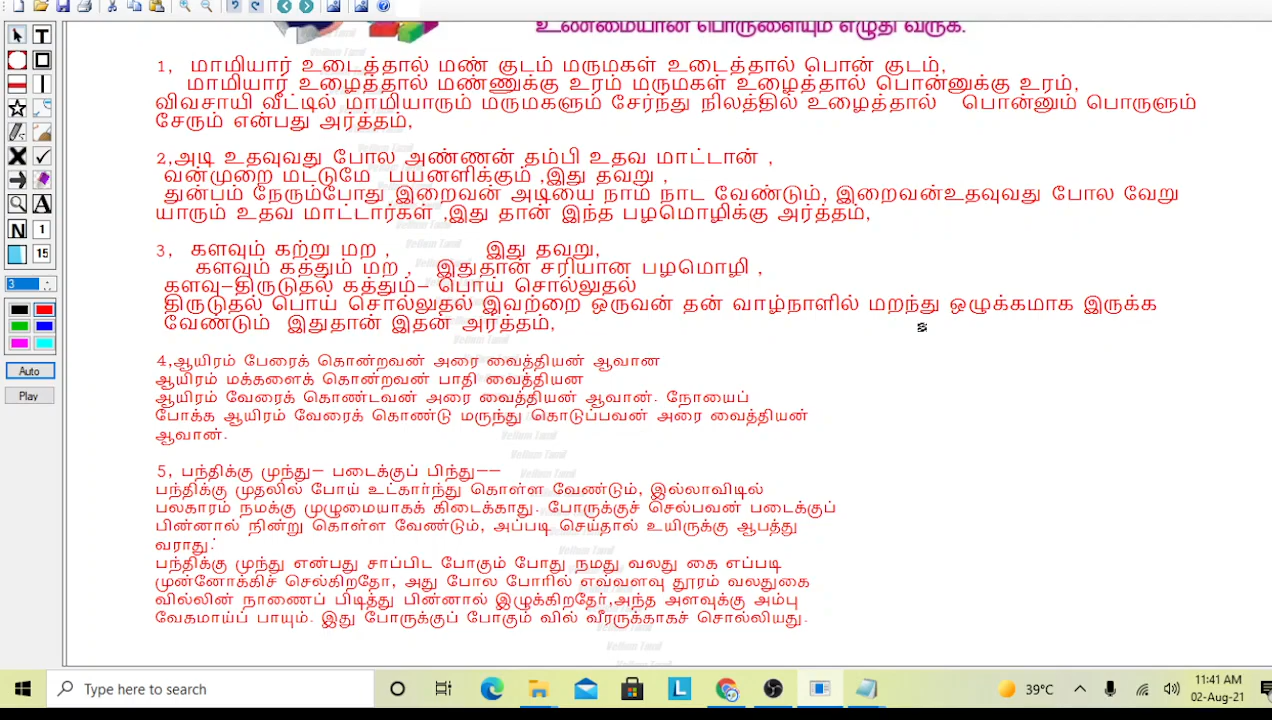 உண்மையான பொருளையும் எழுதி வருக.
1, மாமியார் உடைத்தால் மண் குடம் மருமகள் உடைத்தால் பொன் குடம்,
மாமியார் உழைத்தால் மண்ணுக்கு உரம் மருமகள் உழைத்தால் பொன்னுக்கு உரம்,
விவசாயி வீட்டில் மாமியாரும் மருமகளும் சேர்ந்து நிலத்தில் உழைத்தால் பொன்னும் பொருளும்
சேரும் என்பது அர்த்தம்,
2,அடி உதவுவது போல அண்ணன் தம்பி உதவ மாட்டான் ,
வன்முறை மட்டுமே பயனளிக்கும் ,இது தவறு ,
துன்பம் நேரும்போது இறைவன் அடியை நாம் நாட வேண்டும், இறைவன்உதவுவது போல வேறு
யாரும் உதவ மாட்டார்கள் ,இது தான் இந்த பழமொழிக்கு அர்த்தம்,
3, களவும் கற்று மற , இது தவறு,
களவும் கத்தும் மற , இதுதான் சரியான பழமொழி ,
களவு-திருடுதல் கத்தும்- பொய் சொல்லுதல்
திருடுதல் பொய் சொல்லுதல் இவற்றை ஒருவன் தன் வாழ்நாளில் மறந்து ஒழுக்கமாக இருக்க
வேண்டும் இதுதான் இதன் அர்த்தம்,
4,ஆயிரம் பேரைக் கொன்றவன் அரை வைத்தியன் ஆவான
ஆயிரம் மக்களைக் கொன்றவன் பாதி வைத்தியன
ஆயிரம் வேரைக் கொண்டவன் அரை வைத்தியன் ஆவான். நோயைப்
போக்க ஆயிரம் வேரைக் கொண்டு மருந்து கொடுப்பவன் அரை வைத்தியன்
ஆவான்.
5, பந்திக்கு முந்து- படைக்குப் பிந்து--
பந்திக்கு முதலில் போய் உட்கார்ந்து கொள்ள வேண்டும், இல்லாவிடில்
பலகாரம் நமக்கு முழுமையாகக் கிடைக்காது. போருக்குச் செல்பவன் படைக்குப்
பின்னால் நின்று கொள்ள வேண்டும், அப்படி செய்தால் உயிருக்கு ஆபத்து
வராது.
பந்திக்கு முந்து என்பது சாப்பிட போகும் போது நமது வலது கை எப்படி
முன்னோக்கிச் செல்கிறதோ, அது போல போரில் எவ்வளவு தூரம் வலதுகை
வில்லின் நாணைப் பிடித்து பின்னால் இழுக்கிறதோ,அந்த அளவுக்கு அம்பு
வேகமாய்ப் பாயும். இது போருக்குப் போகும் வில் வீரருக்காகச் சொல்லியது.
N 1
15
3
Auto
Play
Type here to search
39°C
11:41 AM
02-Aug-21